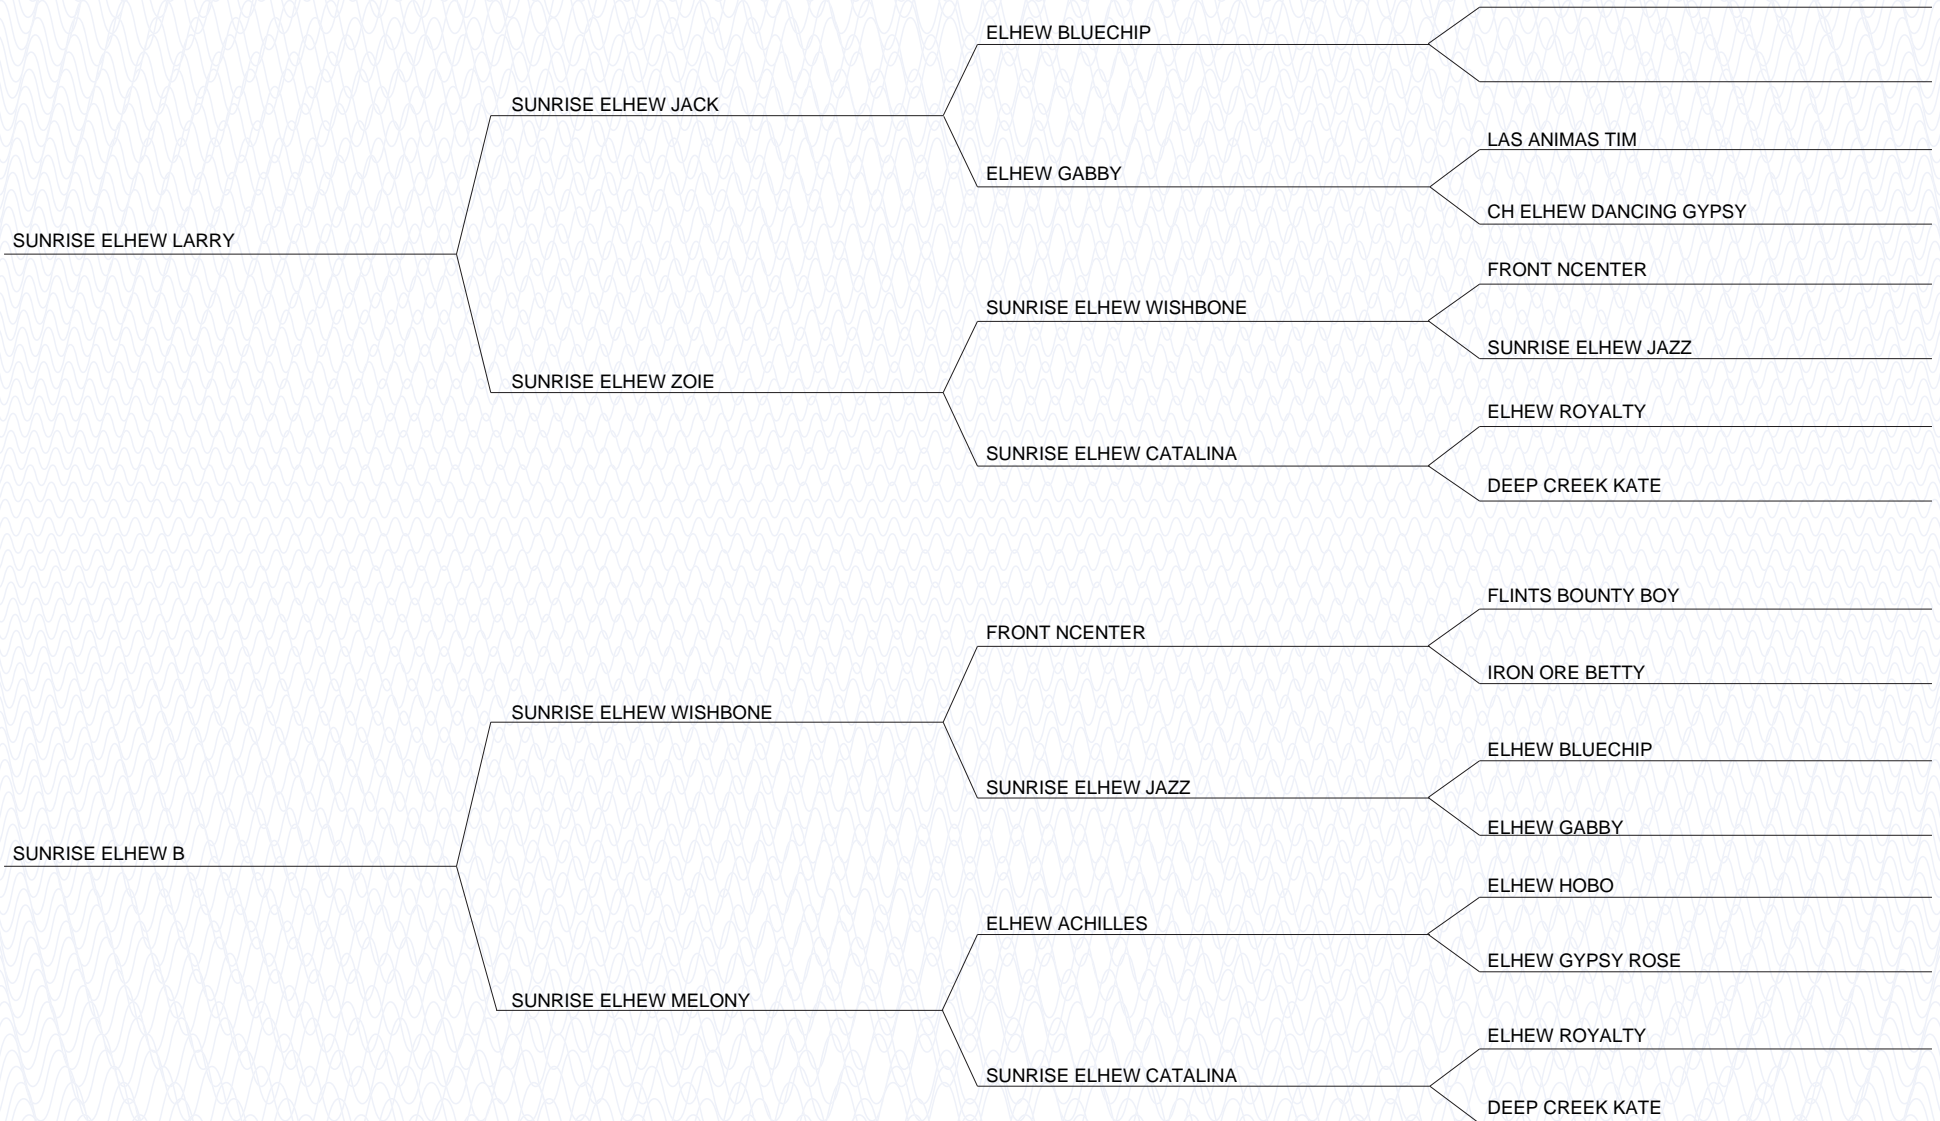 ELHEW BLUECHIP
SUNRISE ELHEW JACK
LAS ANIMAS TIM
ELHEW GABBY
CH ELHEW DANCING GYPSY
SUNRISE ELHEW LARRY
FRONT NCENTER
SUNRISE ELHEW WISHBONE
SUNRISE ELHEW JAZZ
SUNRISE ELHEW ZOIE
ELHEW ROYALTY
SUNRISE ELHEW CATALINA
DEEP CREEK KATE
FLINTS BOUNTY BOY
FRONT NCENTER
IRON ORE BETTY
SUNRISE ELHEW WISHBONE
ELHEW BLUECHIP
SUNRISE ELHEW JAZZ
ELHEW GABBY
SUNRISE ELHEW B
ELHEW HOBO
ELHEW ACHILLES
ELHEW GYPSY ROSE
SUNRISE ELHEW MELONY
ELHEW ROYALTY
SUNRISE ELHEW CATALINA
DEEP CREEK KATE